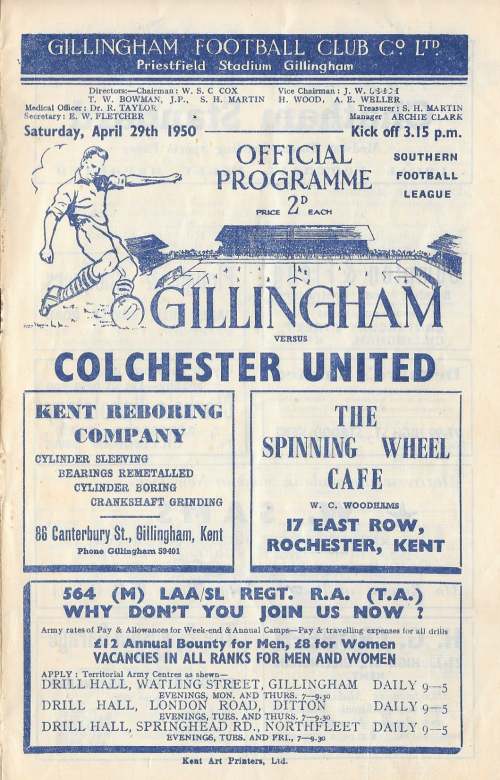 GILLINGHAM FOOTBALL CLUB Cº LTD.
Priestfield Stadium Gillingham
Directors:—Chairman: W. S. C COX Vice Chairman: J. W.
T. W. BOWMAN, J.P., S. H. MARTIN H. WOOD, A. E. WELLER
Medical Officer: Dr. R. TAYLOR Treasurer: S. H. MARTIN
Secretary: E. W. FLETCHER Manager ARCHIE CLARK
Saturday, April 29th 1950 Kick off 3.15 p.m.
OFFICIAL
PROGRAMME
PRICE 2D EACH
SOUTHERN
FOOTBALL
LEAGUE
GILLINGHAM
VERSUS
COLCHESTER UNITED
KENT REBORING
COMPANY
CYLINDER SLEEVING
BEARINGS REMETALLED
CYLINDER BORING
CRANKSHAFT GRINDING
86 Canterbury St., Gillingham, Kent
Phone Gillingham 59401
THE
SPINNING WHEEL
CAFE
W. C. WOODHAMS
17 EAST ROW,
ROCHESTER, KENT
564 (M) LAA/SL REGT. R.A. (T.A.)
WHY DON'T YOU JOIN US NOW ?
Army rates of Pay & Allowances for Week-end & Annual Camps—Pay & travelling expenses for all drills
£12 Annual Bounty for Men, £8 for Women
VACANCIES IN ALL RANKS FOR MEN AND WOMEN
APPLY: Territorial Army Centres as shewn—
DRILL HALL, WATLING STREET, GILLINGHAM DAILY 9—5
EVENINGS, MON. AND THURS. 7—9.30
DRILL HALL, LONDON ROAD, DITTON DAILY 9—5
EVENINGS, TUES. AND THURS. 7—9.30
DRILL HALL, SPRINGHEAD RD., NORTHFLEET DAILY 9—5
EVENINGS, TUES. AND FRI., 7—9.30
Kent Art Printers, Ltd.